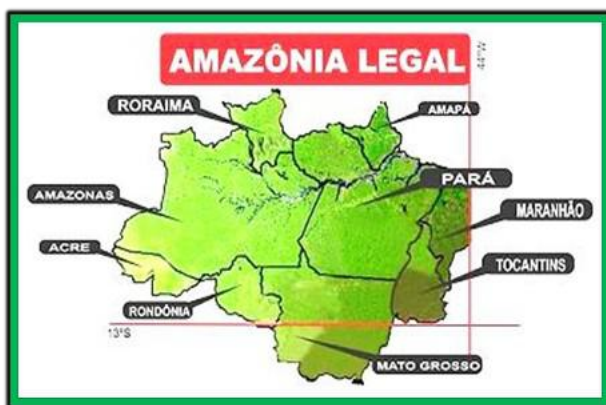 AMAZÔNIA LEGAL
44°W
RORAIMA
AMAPÁ
PARÁ
AMAZONAS
MARANHÃO
ACRE
TOCANTINS
RONDÔNIA
13°S
MATO GROSSO